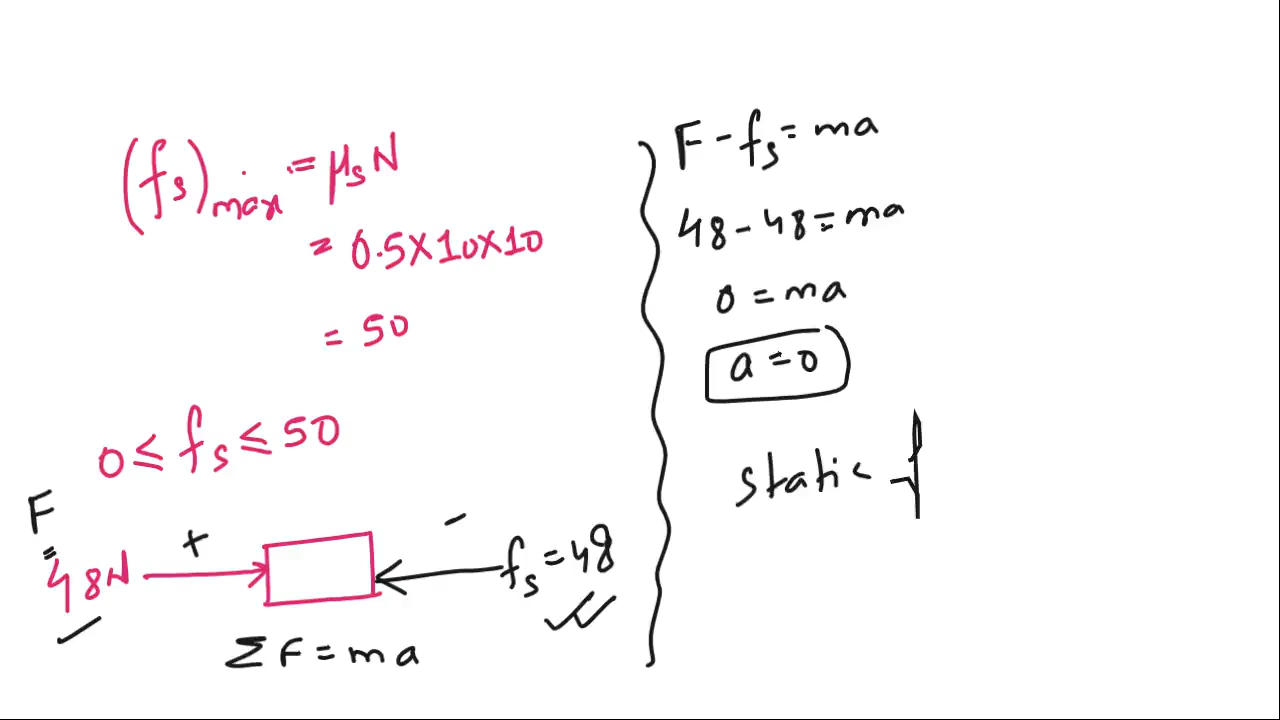 (fs)max = μsN
= 0.5×10×10
= 50
0 ≤ fs ≤ 50
F
=
48N + - fs = 48
ΣF = ma
F - fs = ma
48 - 48 = ma
0 = ma
a = 0
static f